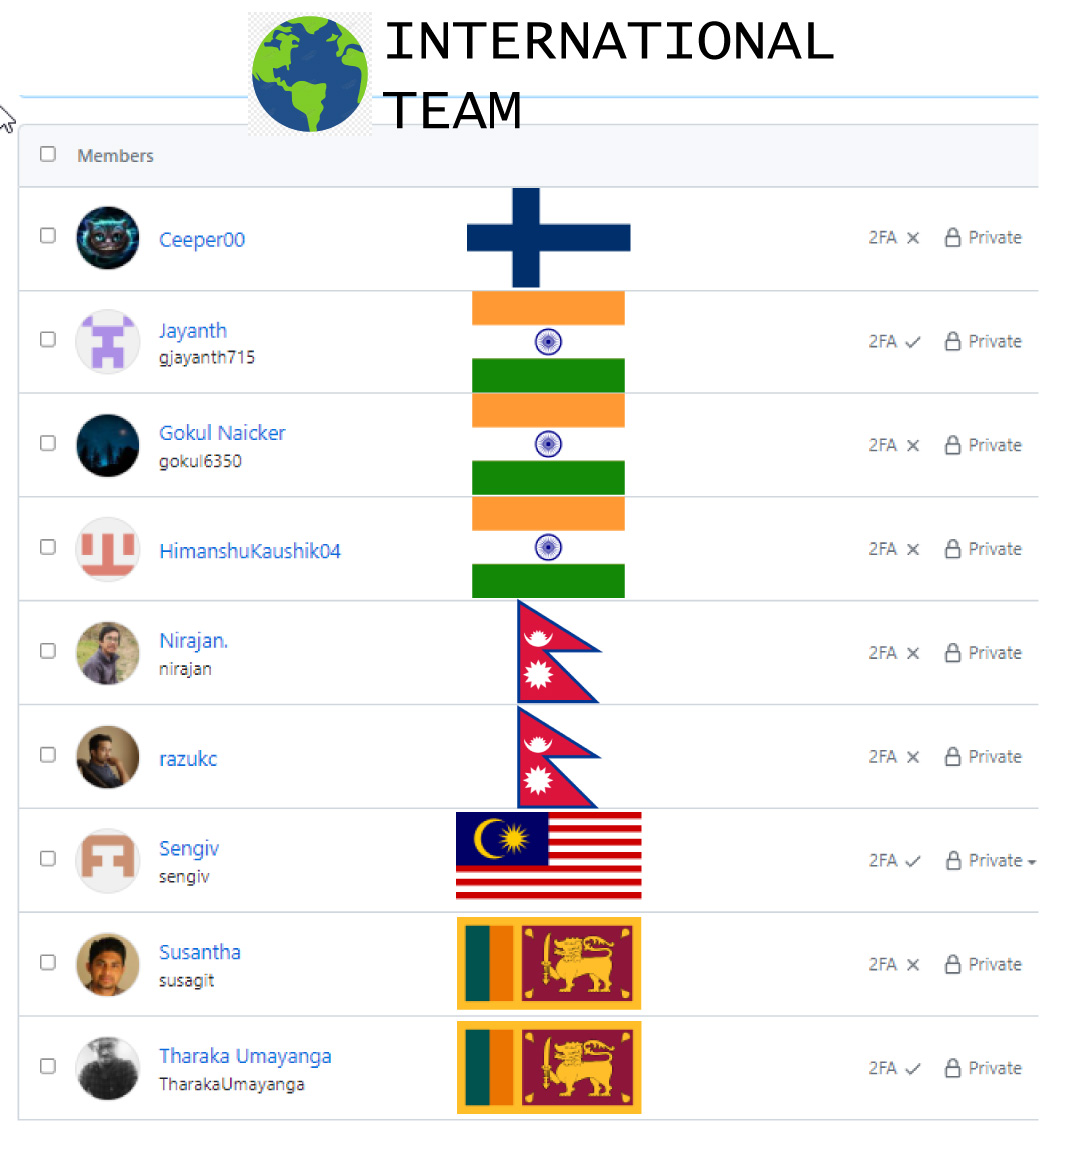 INTERNATIONAL
TEAM
Members
Ceeper00 2FA Private
Jayanth
gjayanth715 2FA Private
Gokul Naicker
gokul6350 2FA Private
HimanshuKaushik04 2FA Private
Nirajan.
nirajan 2FA Private
razukc 2FA Private
Sengiv
sengiv 2FA Private
Susantha
susagit 2FA Private
Tharaka Umayanga
TharakaUmayanga 2FA Private